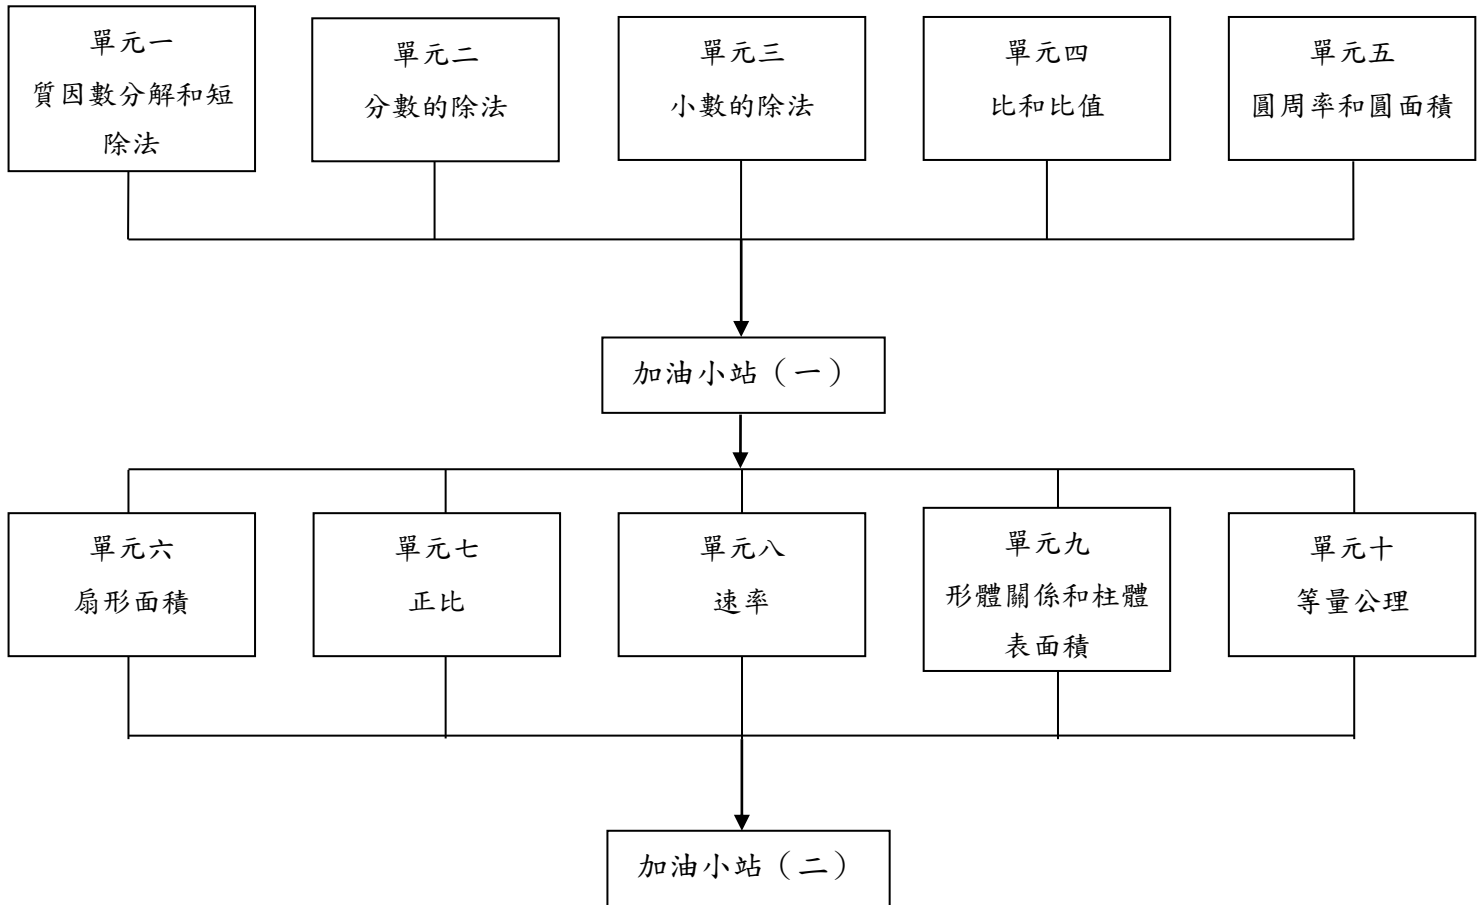 單元一
質因數分解和短
除法
單元二
分數的除法
單元三
小數的除法
單元四
比和比值
單元五
圓周率和圓面積
加油小站（一）
單元六
扇形面積
單元七
正比
單元八
速率
單元九
形體關係和柱體
表面積
單元十
等量公理
加油小站（二）